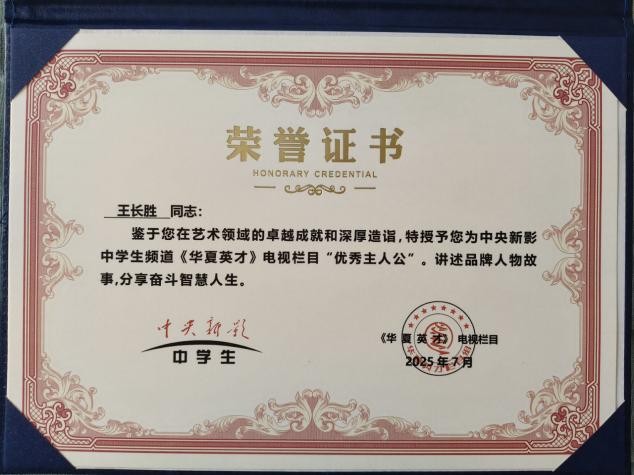 荣誉证书
HONORARY CREDENTIAL
王长胜 同志：
鉴于您在艺术领域的卓越成就和深厚造诣，特授予您为中央新影
中学生频道《华夏英才》电视栏目“优秀主人公”。讲述品牌人物故
事，分享奋斗智慧人生。
中央新影
中学生
《华夏英才》电视栏目
2025年7月